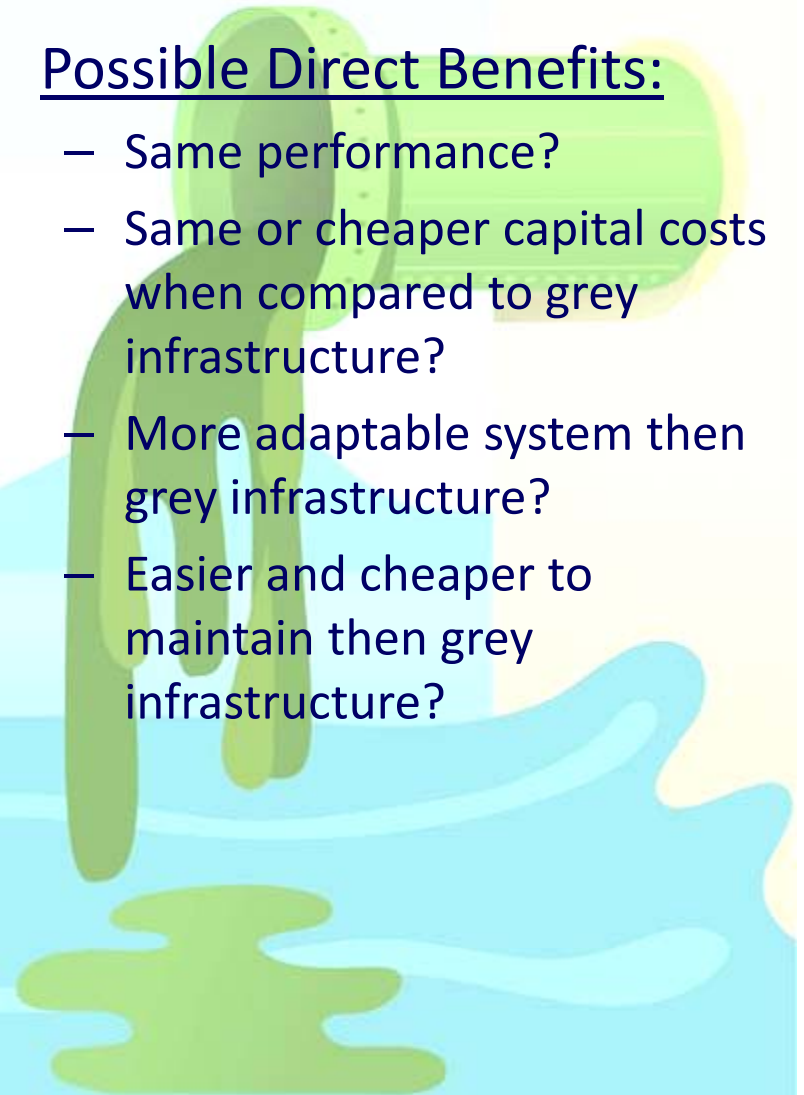 Possible Direct Benefits:
– Same performance?
– Same or cheaper capital costs
when compared to grey
infrastructure?
– More adaptable system then
grey infrastructure?
– Easier and cheaper to
maintain then grey
infrastructure?